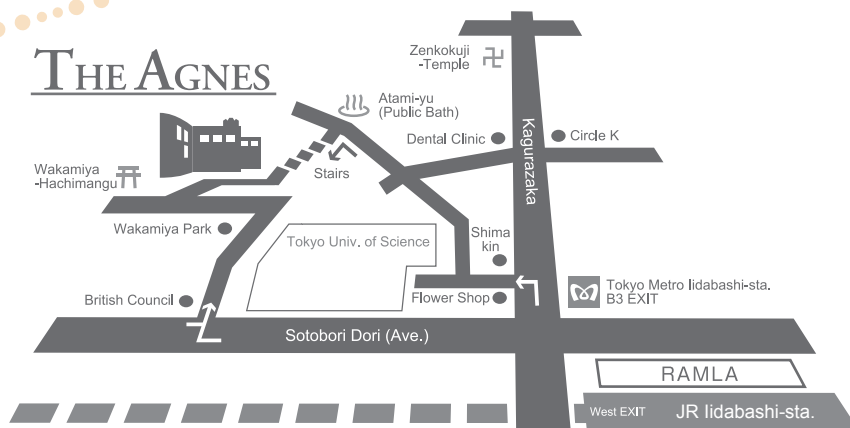 THE AGNES
Zenkokuji
-Temple
Atami-yu
(Public Bath)
Dental Clinic
Circle K
Kagurazaka
Wakamiya
-Hachimangu
Stairs
Wakamiya Park
Tokyo Univ. of Science
Shima
kin
British Council
Flower Shop
Tokyo Metro Iidabashi-sta.
B3 EXIT
Sotobori Dori (Ave.)
RAMLA
West EXIT
JR Iidabashi-sta.